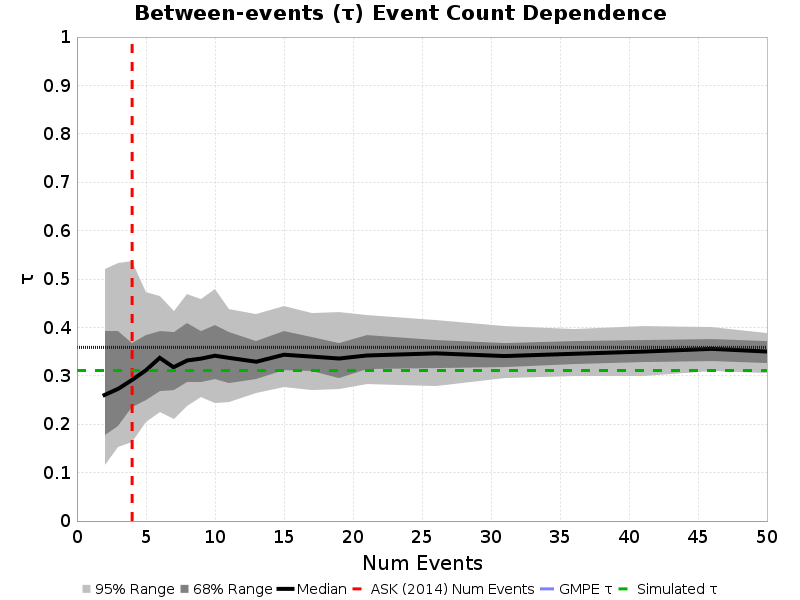 Between-events (τ) Event Count Dependence
1
0.9
0.8
0.7
0.6
0.5
0.4
0.3
0.2
0.1
0
τ
0 5 10 15 20 25 30 35 40 45 50
Num Events
95% Range 68% Range Median ASK (2014) Num Events GMPE τ Simulated τ